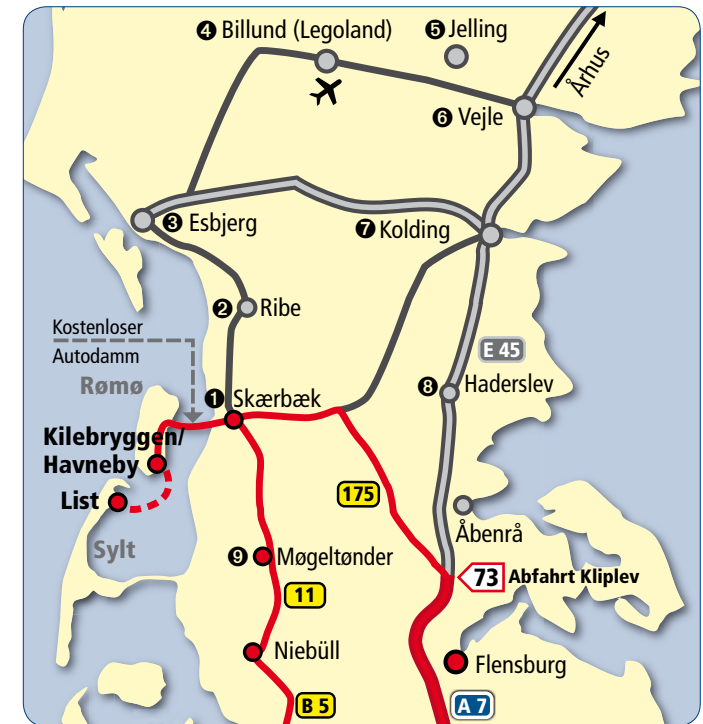 ❹ Billund (Legoland)
❺ Jelling
Århus
❻ Vejle
❸ Esbjerg
❼ Kolding
❷ Ribe
Kostenloser
Autodamm
E 45
Rømø
❶ Skærbæk
❽ Haderslev
Kilebryggen/
Havneby
List
175
Åbenrå
Sylt
❾ Møgeltønder
73 Abfahrt Kliplev
11
Niebüll
Flensburg
B 5
A 7